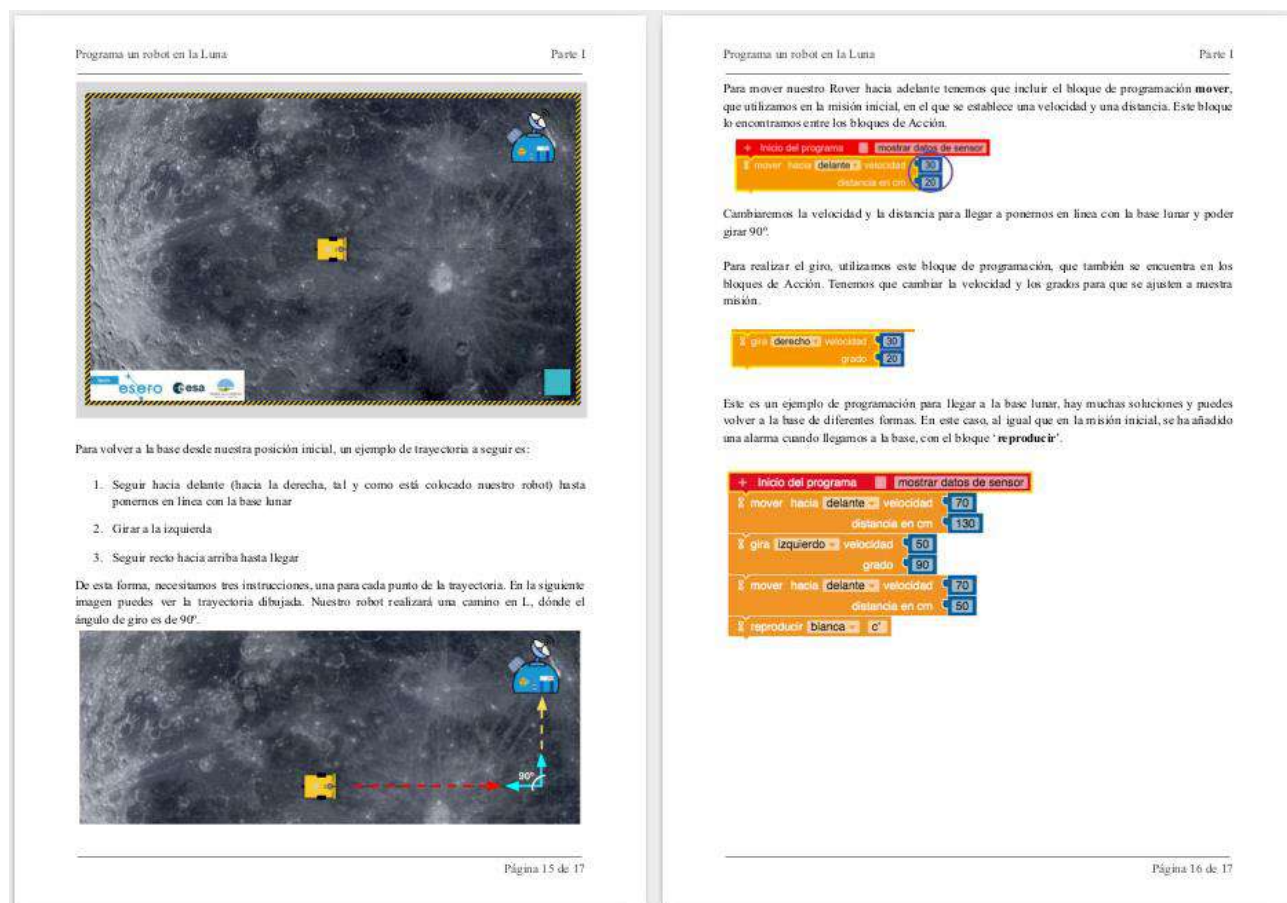 Programa un robot en la Luna Parte I
esero esa
Para volver a la base desde nuestra posición inicial, un ejemplo de trayectoria a seguir es:
1. Seguir hacia delante (hacia la derecha, tal y como está colocado nuestro robot) hasta
ponernos en línea con la base lunar
2. Girar a la izquierda
3. Seguir recto hacia arriba hasta llegar
De esta forma, necesitamos tres instrucciones, una para cada punto de la trayectoria. En la siguiente
imagen puedes ver la trayectoria dibujada. Nuestro robot realizará una camino en L, dónde el
ángulo de giro es de 90º.
90º
Página 15 de 17
Programa un robot en la Luna Parte I
Para mover nuestro Rover hacia adelante tenemos que incluir el bloque de programación mover,
que utilizamos en la misión inicial, en el que se establece una velocidad y una distancia. Este bloque
lo encontramos entre los bloques de Acción.
+ Inicio del programa mostrar datos de sensor
mover hacia delante velocidad 30
distancia en cm 20
Cambiaremos la velocidad y la distancia para llegar a ponernos en línea con la base lunar y poder
girar 90º.
Para realizar el giro, utilizamos este bloque de programación, que también se encuentra en los
bloques de Acción. Tenemos que cambiar la velocidad y los grados para que se ajusten a nuestra
misión.
gira derecho velocidad 30
grado 20
Este es un ejemplo de programación para llegar a la base lunar, hay muchas soluciones y puedes
volver a la base de diferentes formas. En este caso, al igual que en la misión inicial, se ha añadido
una alarma cuando llegamos a la base, con el bloque ‘reproducir’.
+ Inicio del programa mostrar datos de sensor
mover hacia delante velocidad 70
distancia en cm 130
gira izquierdo velocidad 50
grado 90
mover hacia delante velocidad 70
distancia en cm 50
reproducir blanca c'
Página 16 de 17